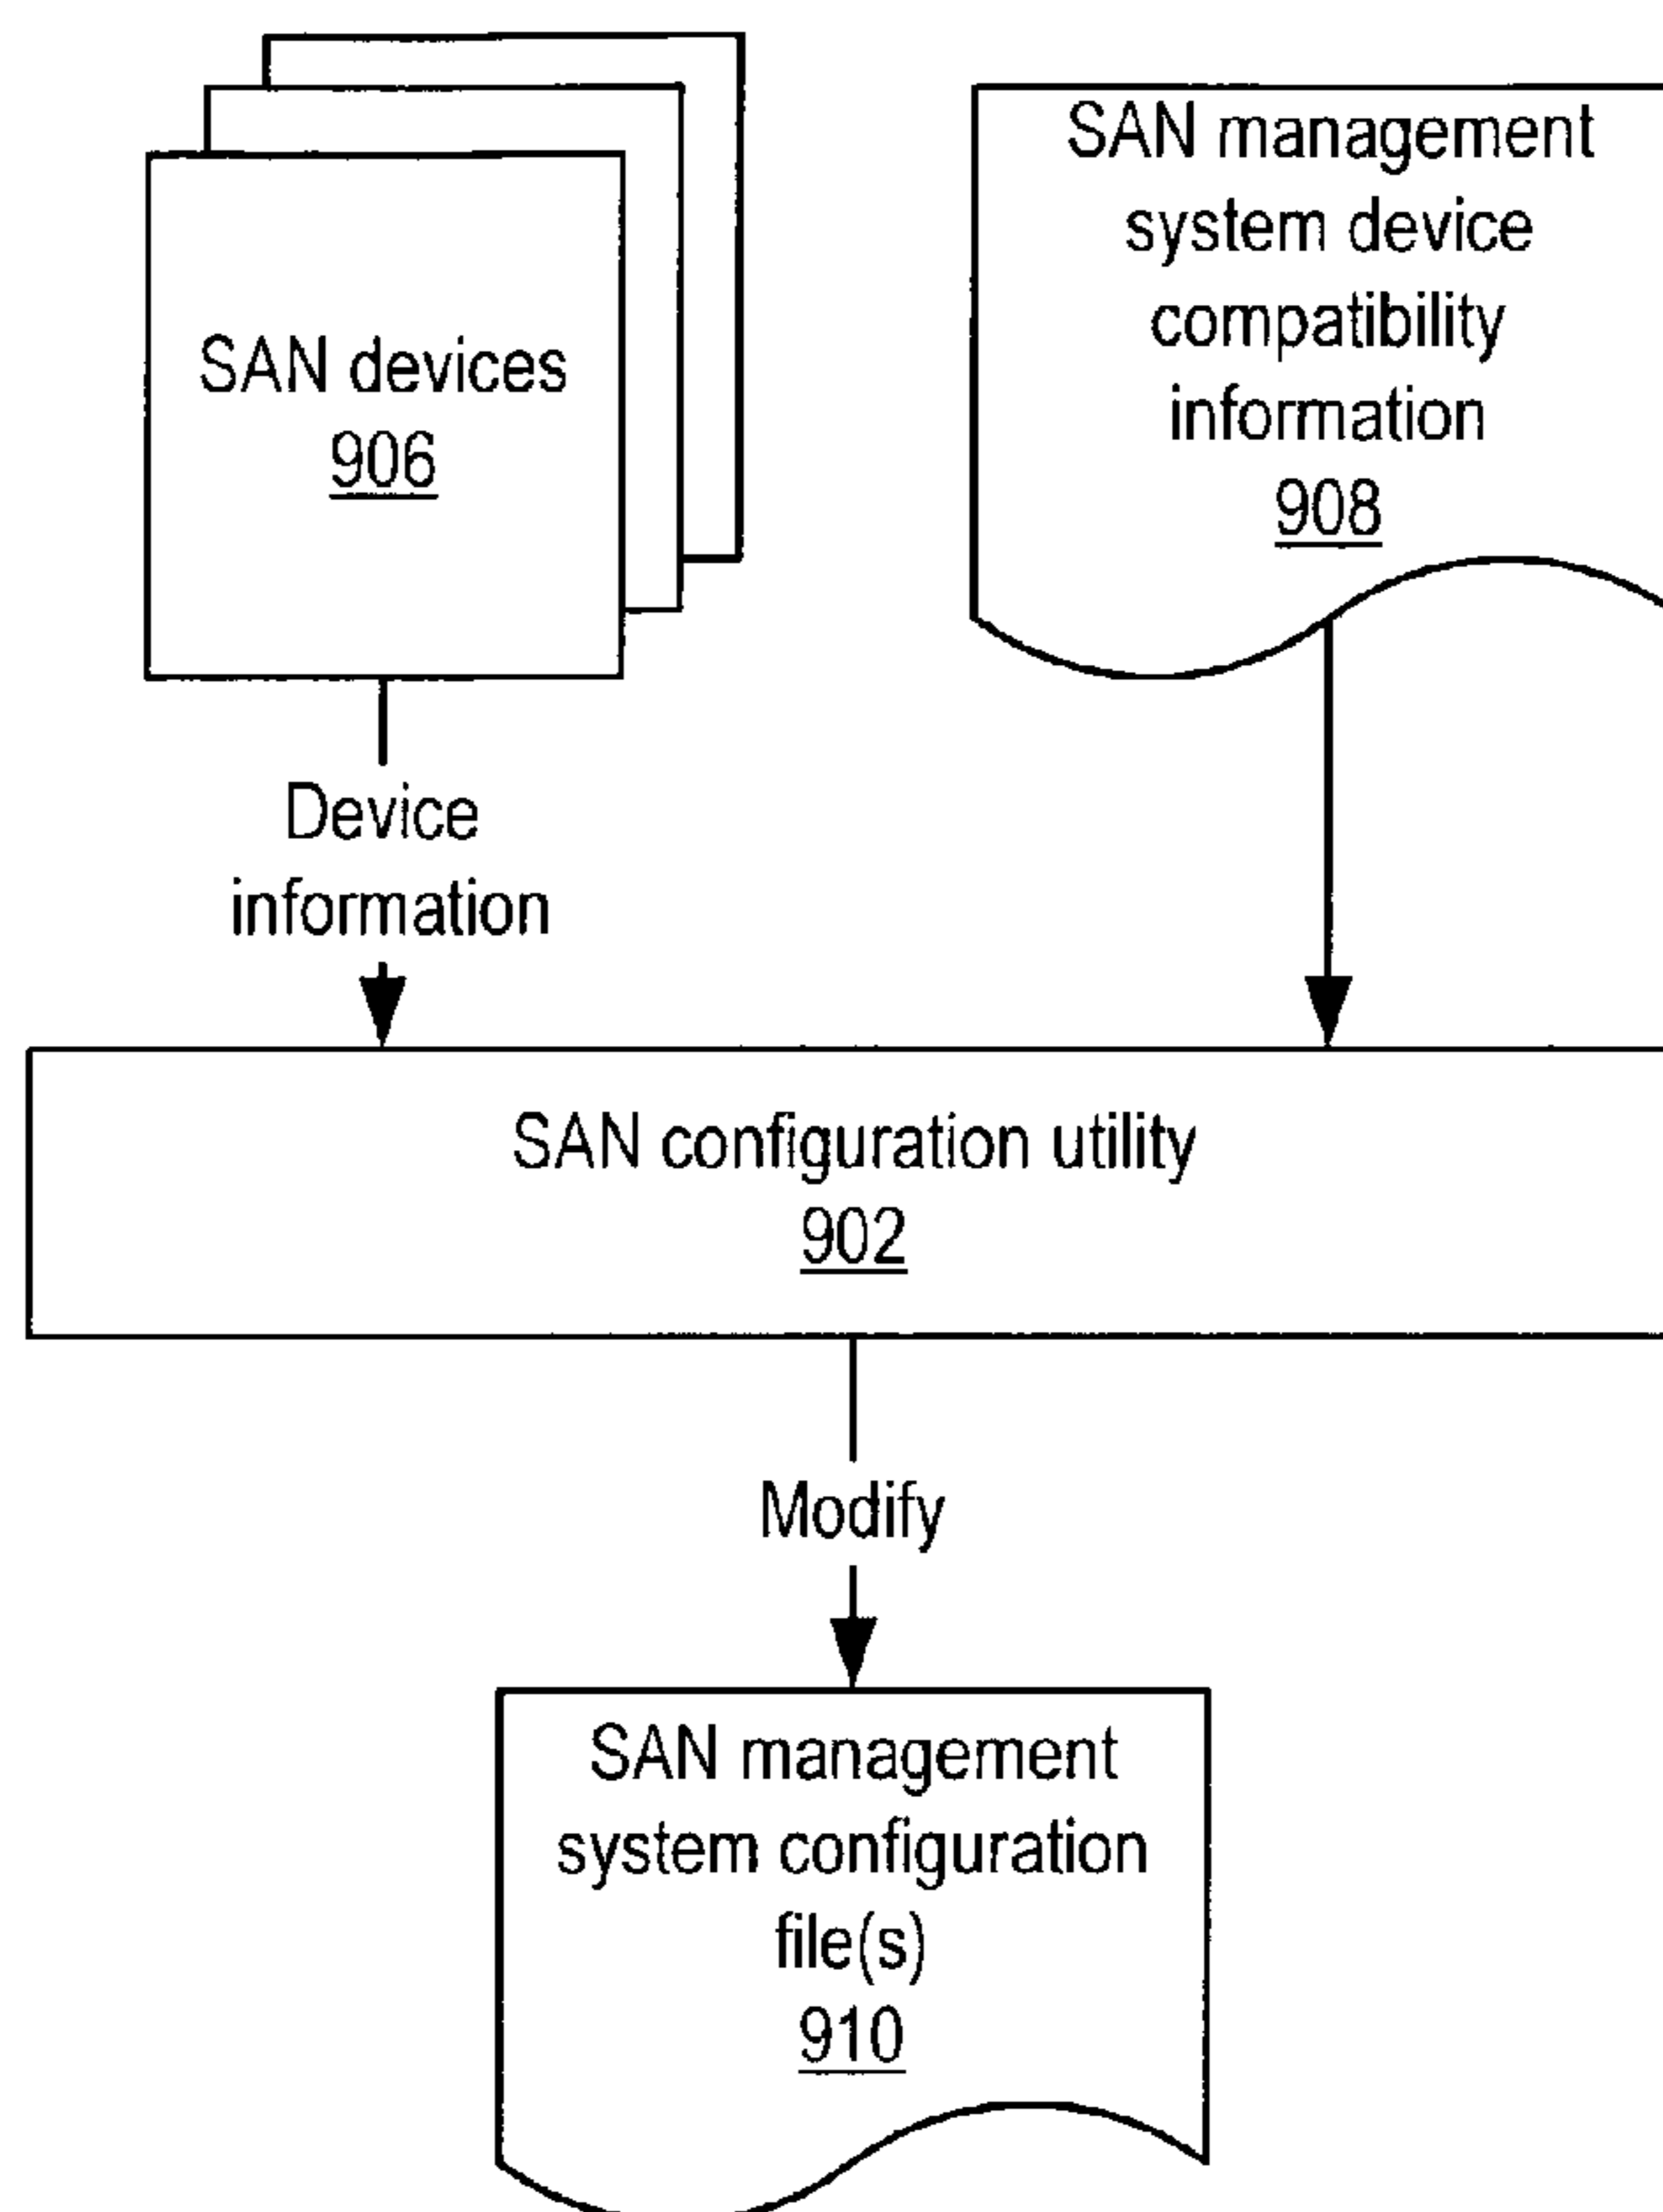 SAN devices
906
SAN management
system device
compatibility
information
908
Device
information
SAN configuration utility
902
Modify
SAN management
system configuration
file(s)
910